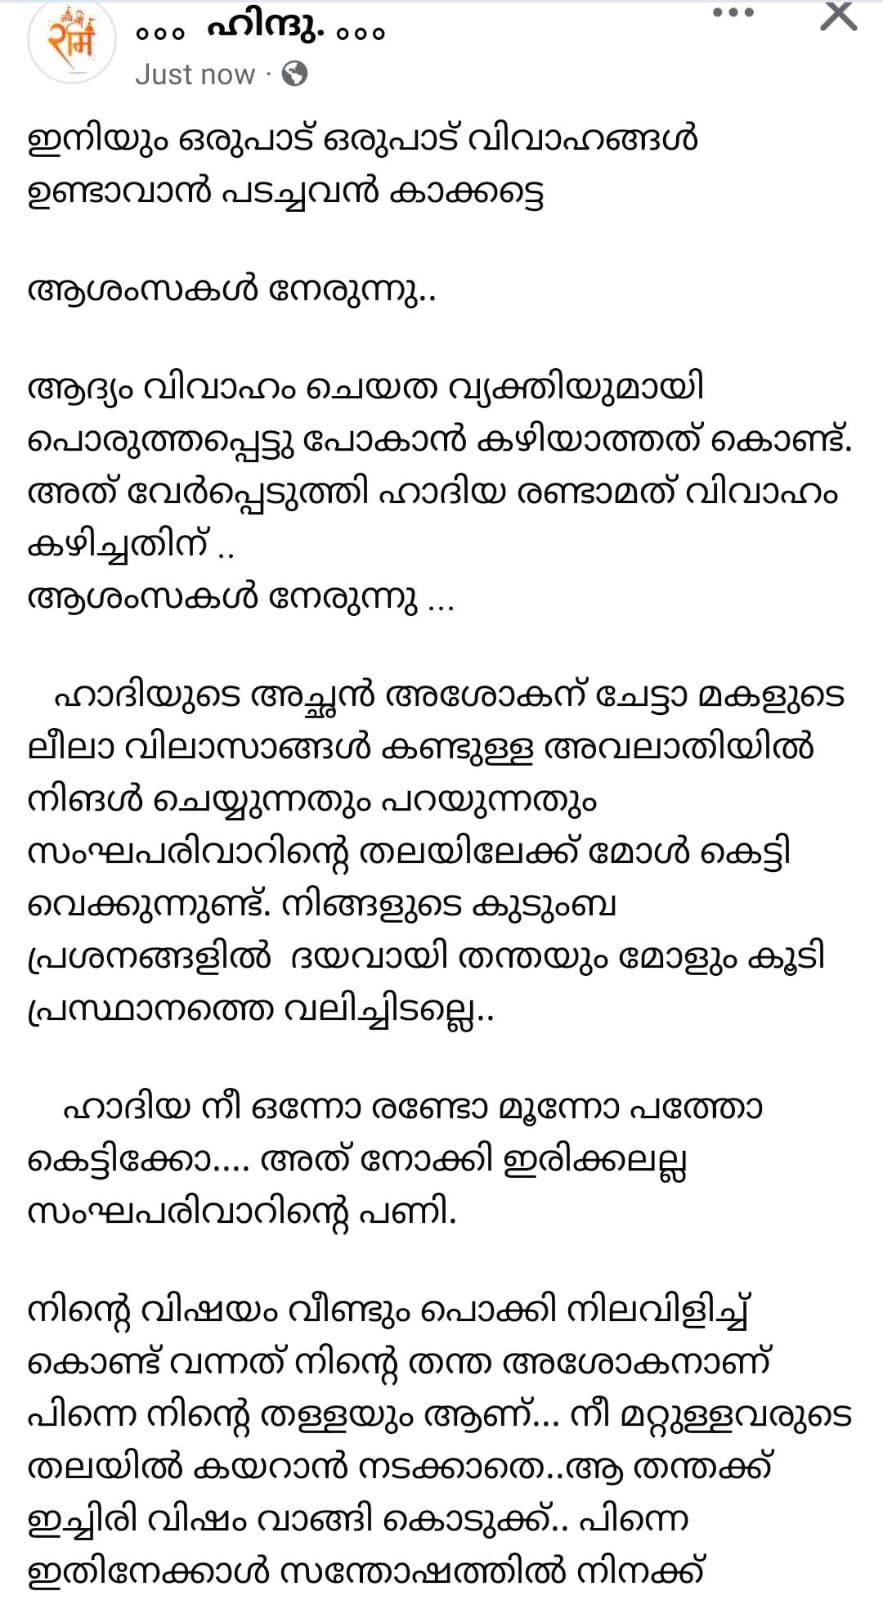 राम
ººº ഹിന്ദു. ººº
Just now ·
ഇനിയും ഒരുപാട് ഒരുപാട് വിവാഹങ്ങൾ
ഉണ്ടാവാൻ പടച്ചവൻ കാക്കട്ടെ
ആശംസകൾ നേരുന്നു..
ആദ്യം വിവാഹം ചെയത വ്യക്തിയുമായി
പൊരുത്തപ്പെട്ടു പോകാൻ കഴിയാത്തത് കൊണ്ട്.
അത് വേർപ്പെടുത്തി ഹാദിയ രണ്ടാമത് വിവാഹം
കഴിച്ചതിന് ..
ആശംസകൾ നേരുന്നു ...
ഹാദിയുടെ അച്ഛൻ അശോകന് ചേട്ടാ മകളുടെ
ലീലാ വിലാസാങ്ങൾ കണ്ടുള്ള അവലാതിയിൽ
നിങൾ ചെയ്യുന്നതും പറയുന്നതും
സംഘപരിവാറിന്റെ തലയിലേക്ക് മോൾ കെട്ടി
വെക്കുന്നുണ്ട്. നിങ്ങളുടെ കുടുംബ
പ്രശനങ്ങളിൽ ദയവായി തന്തയും മോളും കൂടി
പ്രസ്ഥാനത്തെ വലിച്ചിടല്ലെ..
ഹാദിയ നീ ഒന്നോ രണ്ടോ മൂന്നോ പത്തോ
കെട്ടിക്കോ.... അത് നോക്കി ഇരിക്കലല്ല
സംഘപരിവാറിന്റെ പണി.
നിന്റെ വിഷയം വീണ്ടും പൊക്കി നിലവിളിച്ച്
കൊണ്ട് വന്നത് നിന്റെ തന്ത അശോകനാണ്
പിന്നെ നിന്റെ തള്ളയും ആണ്... നീ മറ്റുള്ളവരുടെ
തലയിൽ കയറാൻ നടക്കാതെ..ആ തന്തക്ക്
ഇച്ചിരി വിഷം വാങ്ങി കൊടുക്ക്.. പിന്നെ
ഇതിനേക്കാൾ സന്തോഷത്തിൽ നിനക്ക്